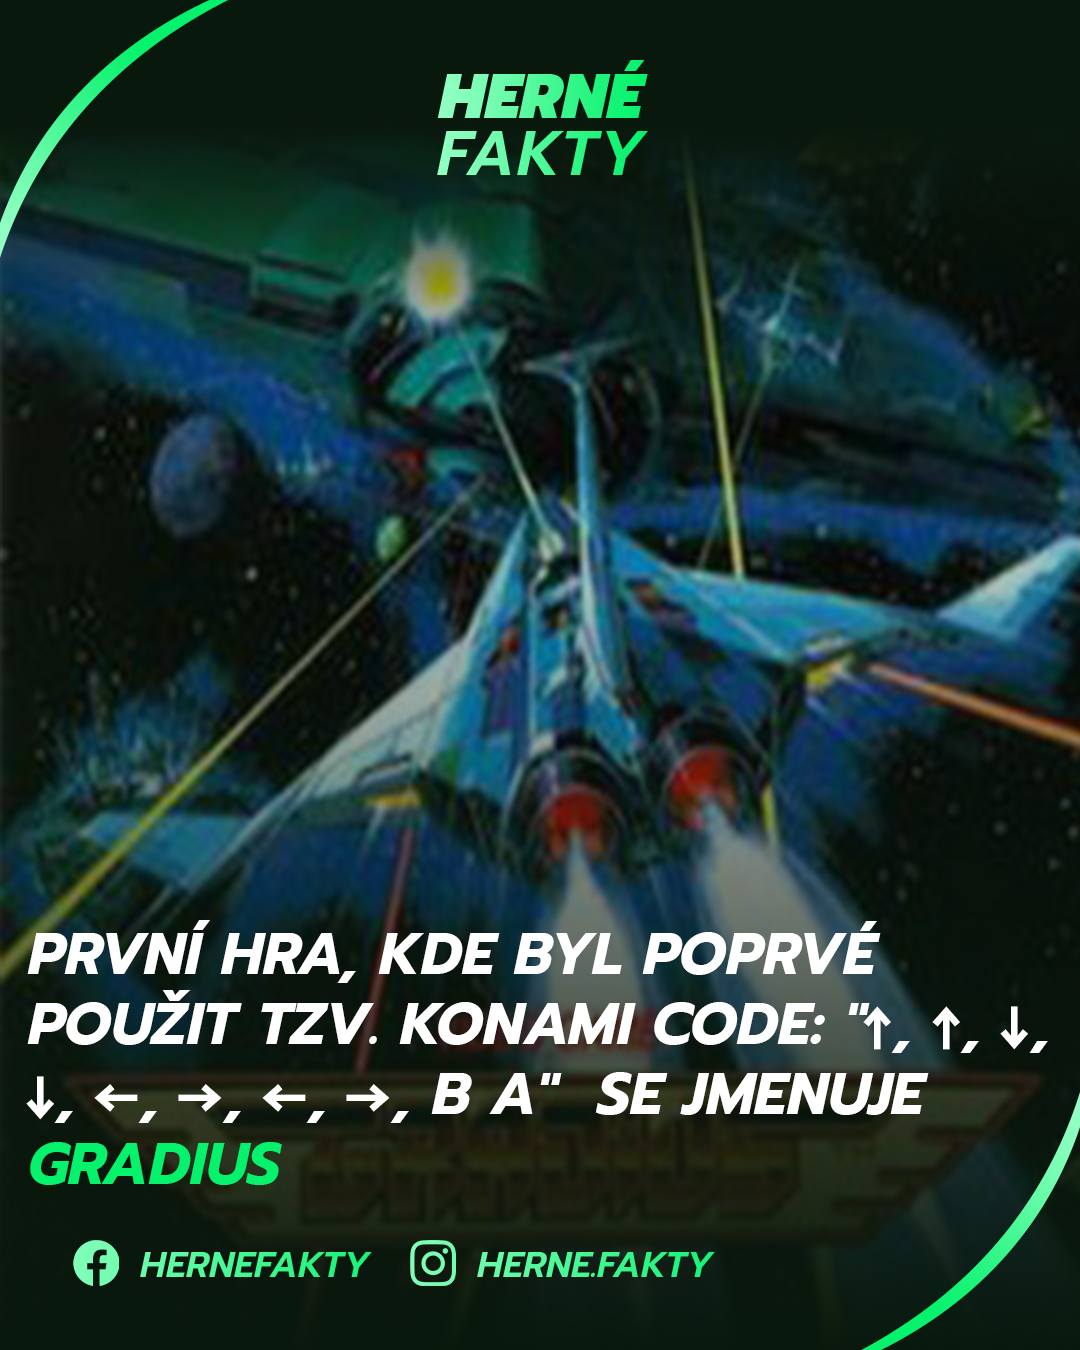 HERNÉ
FAKTY
PRVNÍ HRA, KDE BYL POPRVÉ
POUŽIT TZV. KONAMI CODE: "↑, ↑, ↓,
↓, ←, →, ←, →, B A" SE JMENUJE
GRADIUS
HERNEFAKTY HERNE.FAKTY